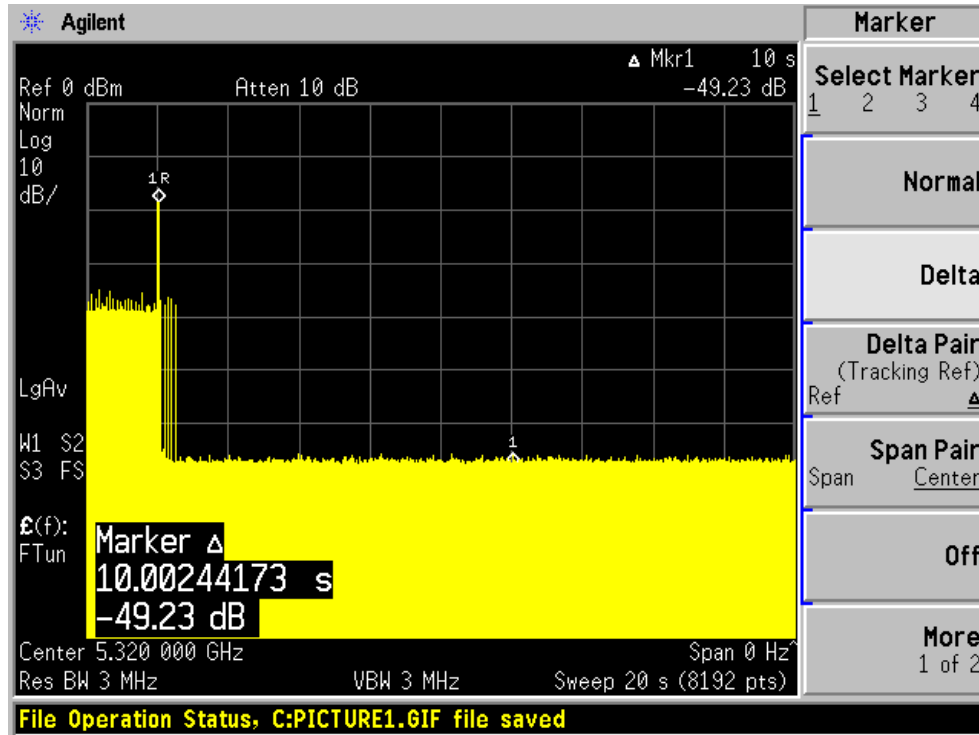 Agilent
Marker
Δ Mkr1 10 s
Ref 0 dBm Atten 10 dB -49.23 dB
Norm
Log
10
dB/
1R
LgAv
W1 S2
S3 FS
1
£(f):
FTun
Marker Δ
10.00244173 s
-49.23 dB
Center 5.320 000 GHz Span 0 Hz^
Res BW 3 MHz VBW 3 MHz Sweep 20 s (8192 pts)
File Operation Status, C:PICTURE1.GIF file saved
Select Marker
1 2 3 4
Normal
Delta
Delta Pair
(Tracking Ref)
Ref Δ
Span Pair
Span Center
Off
More
1 of 2